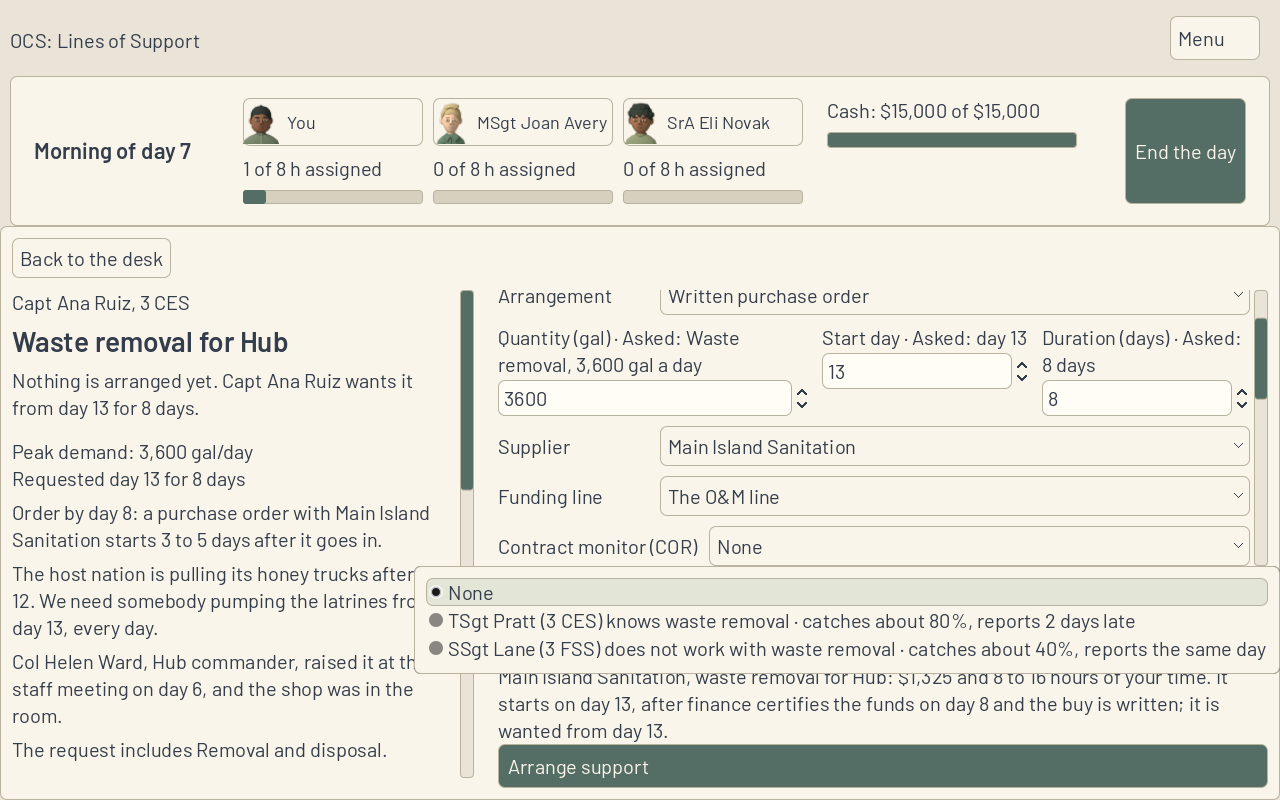 OCS: Lines of Support
Menu
Morning of day 7
You
1 of 8 h assigned
MSgt Joan Avery
0 of 8 h assigned
SrA Eli Novak
0 of 8 h assigned
Cash: $15,000 of $15,000
End the day
Back to the desk
Capt Ana Ruiz, 3 CES
Waste removal for Hub
Nothing is arranged yet. Capt Ana Ruiz wants it
from day 13 for 8 days.
Peak demand: 3,600 gal/day
Requested day 13 for 8 days
Order by day 8: a purchase order with Main Island
Sanitation starts 3 to 5 days after it goes in.
The host nation is pulling its honey trucks after
12. We need somebody pumping the latrines
day 13, every day.
Col Helen Ward, Hub commander, raised it at
staff meeting on day 6, and the shop was in the
room.
The request includes Removal and disposal.
Arrangement
Written purchase order
Quantity (gal) · Asked: Waste
removal, 3,600 gal a day
3600
Start day · Asked: day 13
13
Duration (days) · Asked:
8 days
8
Supplier
Main Island Sanitation
Funding line
The O&M line
Contract monitor (COR)
None
None
TSgt Pratt (3 CES) knows waste removal · catches about 80%, reports 2 days late
SSgt Lane (3 FSS) does not work with waste removal · catches about 40%, reports the same day
Main Island Sanitation, waste removal for Hub: $1,325 and 8 to 16 hours of your time. It
starts on day 13, after finance certifies the funds on day 8 and the buy is written; it is
wanted from day 13.
Arrange support